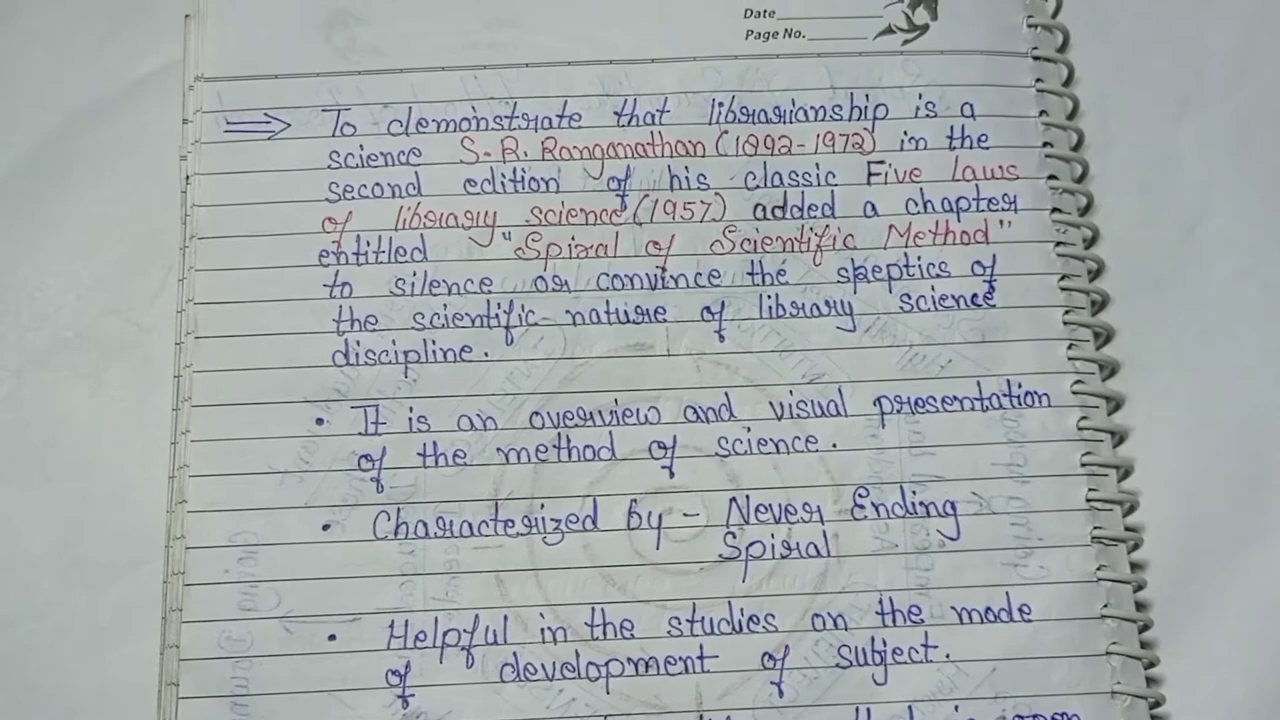 Date
Page No.
⇒ To demonstrate that librarianship is a
science S.R. Ranganathan (1892-1972) in the
second edition of his classic Five laws
of library science (1957) added a chapter
entitled "Spiral of Scientific Method"
to silence or convince the skeptics of
the scientific nature of library science
discipline.
• It is an overview and visual presentation
of the method of science.
• Characterized by - Never Ending
Spiral
• Helpful in the studies on the mode
of development of subject.